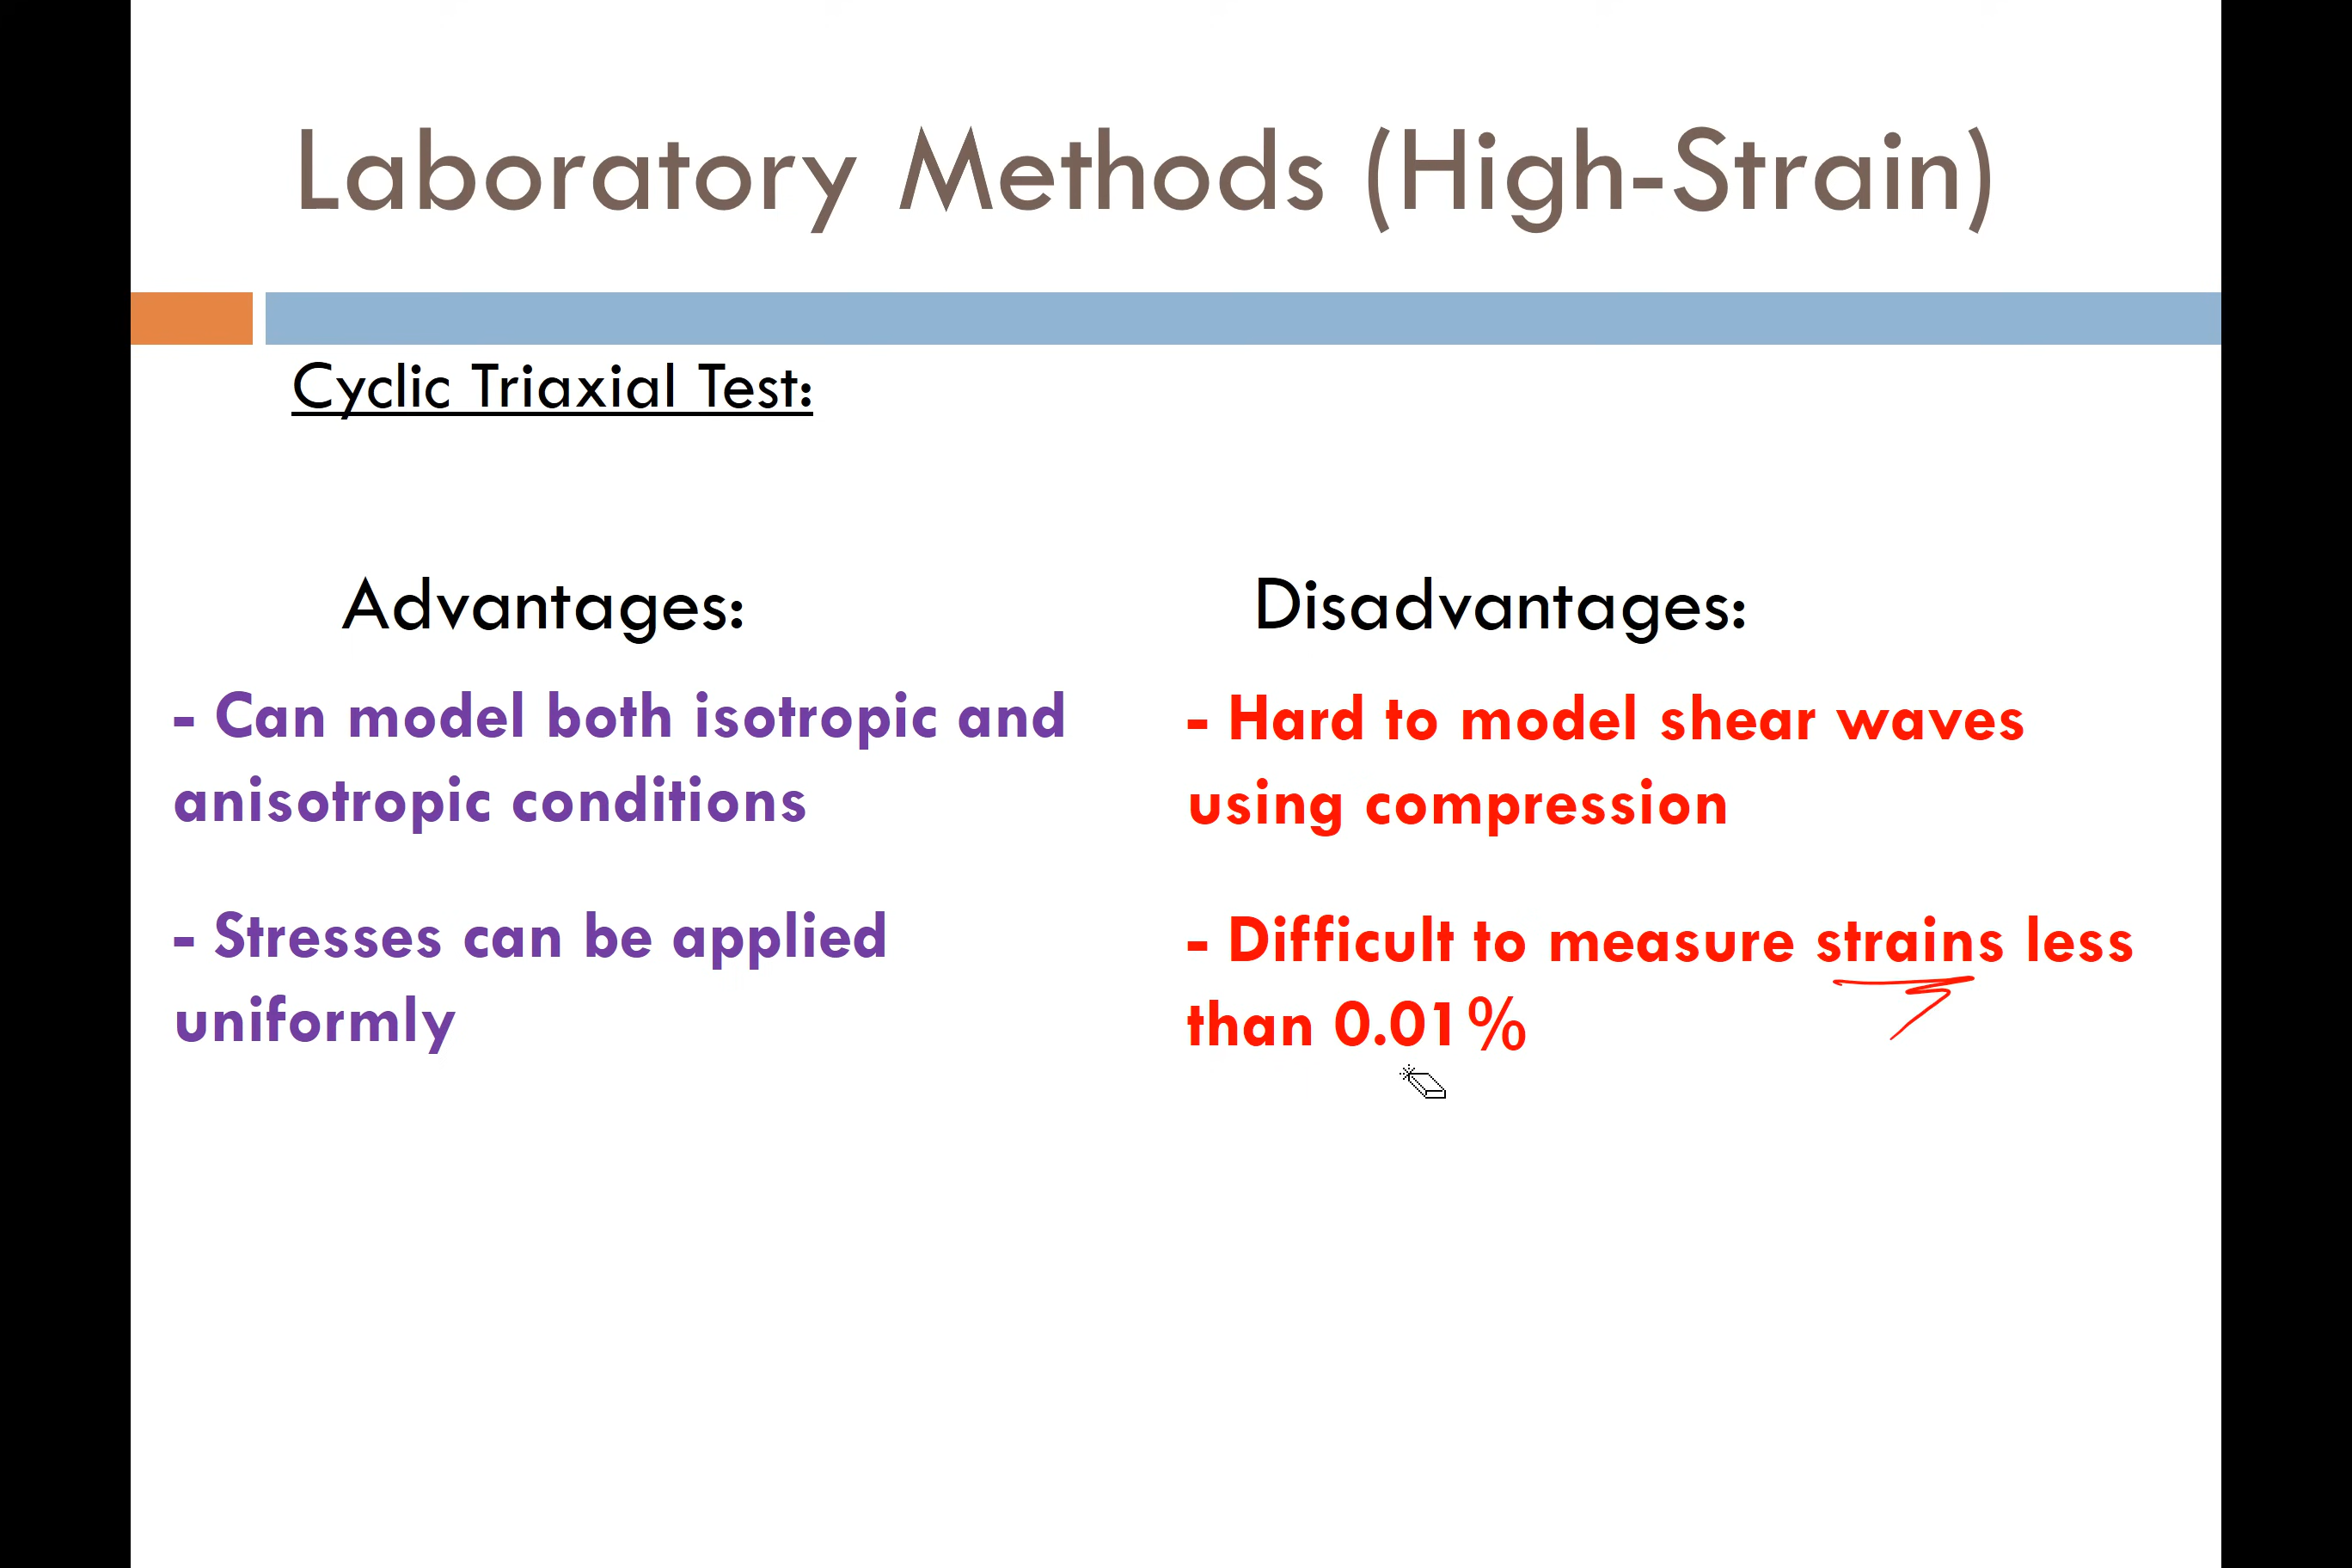 Laboratory Methods (High-Strain)
Cyclic Triaxial Test:
Advantages:
- Can model both isotropic and
anisotropic conditions
- Stresses can be applied
uniformly
Disadvantages:
- Hard to model shear waves
using compression
- Difficult to measure strains less
than 0.01%